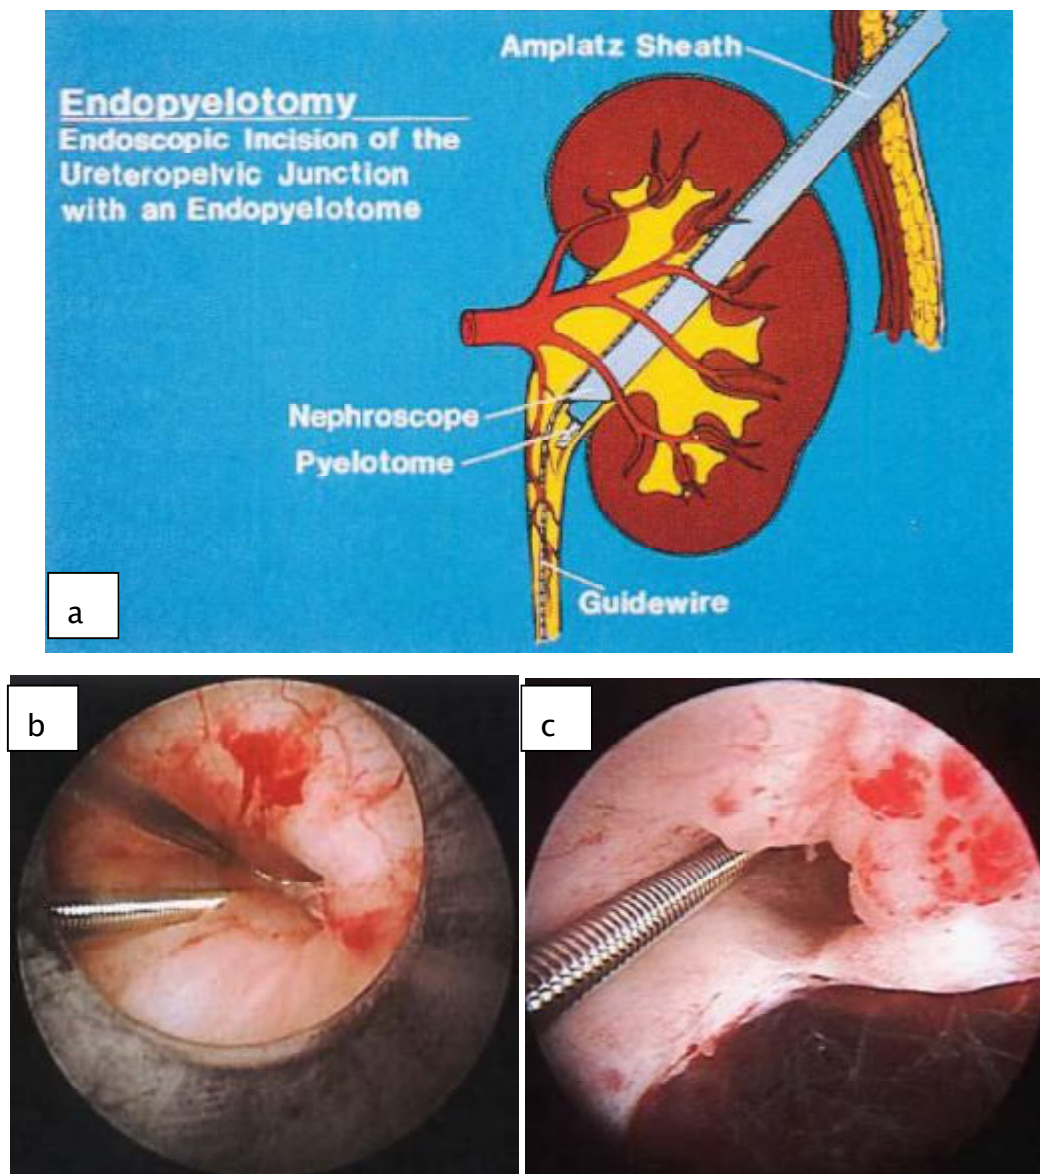 Amplatz Sheath
Endopyelotomy
Endoscopic Incision of the
Ureteropelvic Junction
with an Endopyelotome
Nephroscope
Pyelotome
Guidewire
a
b
c